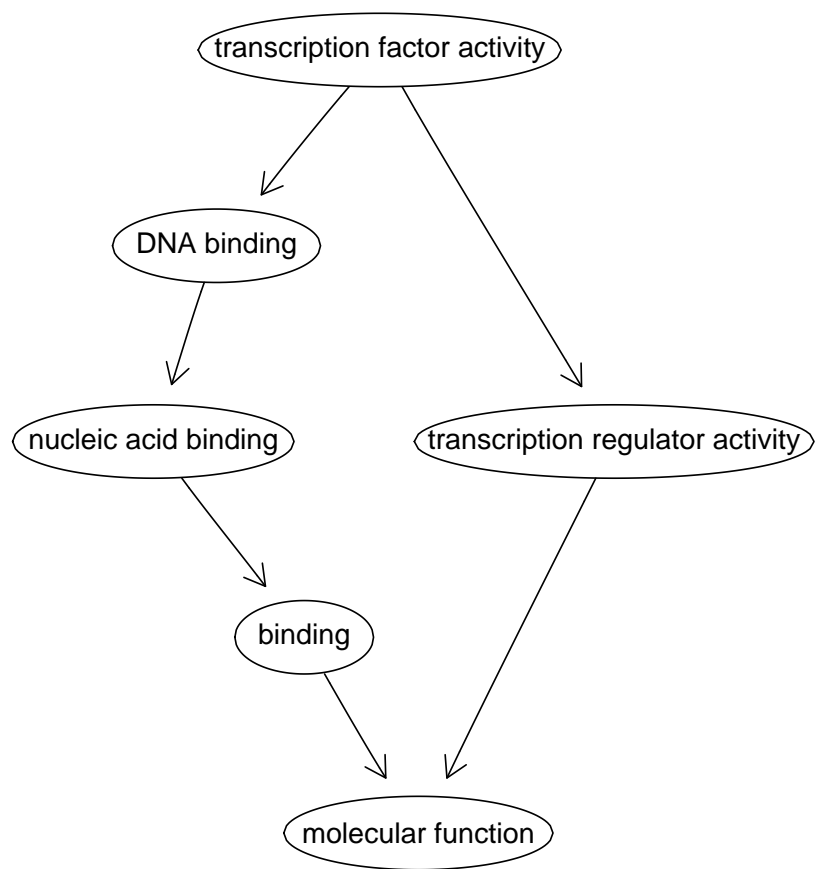 transcription factor activity
DNA binding
nucleic acid binding
transcription regulator activity
binding
molecular function